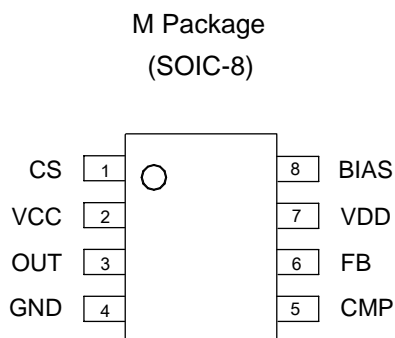 M Package
(SOIC-8)
CS 1 8 BIAS
VCC 2 7 VDD
OUT 3 6 FB
GND 4 5 CMP